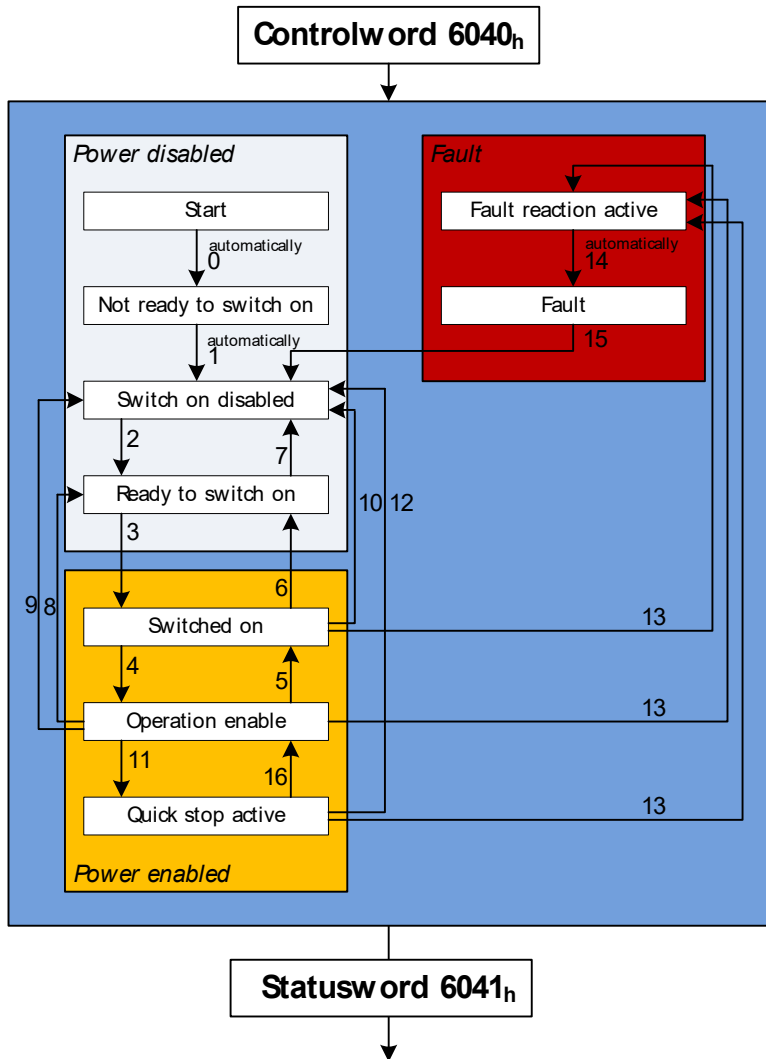 Controlword 6040h
Power disabled
Fault
Start
Fault reaction active
automatically
0
automatically
14
Not ready to switch on
Fault
automatically
1
15
Switch on disabled
2
7
Ready to switch on
10
12
3
6
9
8
Switched on
13
4
5
Operation enable
13
11
16
Quick stop active
13
Power enabled
Statusword 6041h